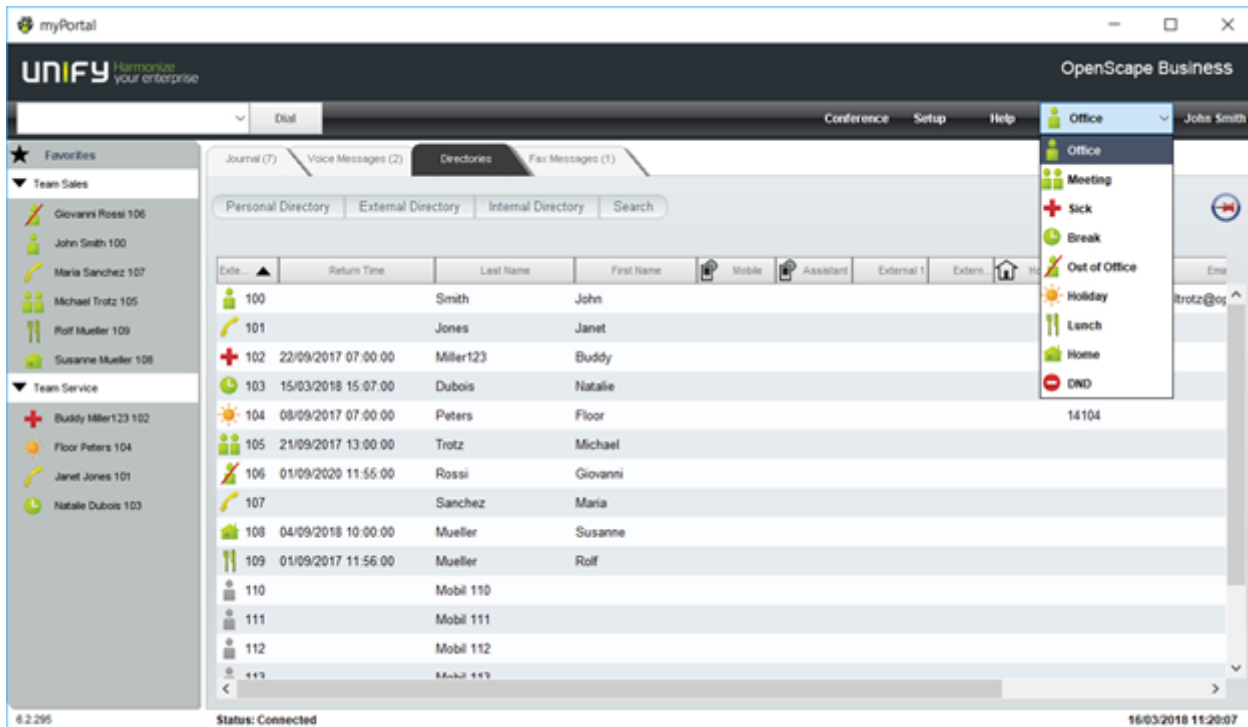 myPortal
UNIFY Harmonize your enterprise
OpenScape Business
Dial
Conference Setup Help Office John Smith
Office
Meeting
Sick
Break
Out of Office
Holiday
Lunch
Home
DND
Favorites
Team Sales
Giovanni Rossi 106
John Smith 100
Maria Sanchez 107
Michael Trotz 105
Rolf Mueller 109
Susanne Mueller 108
Team Service
Buddy Miller123 102
Floor Peters 104
Janet Jones 101
Natalie Dubois 103
Journal (7) Voice Messages (2) Directories Fax Messages (1)
Personal Directory External Directory Internal Directory Search
Exte... Return Time Last Name First Name Mobile Assistant External 1 Extern... Ema
100 Smith John
101 Jones Janet
102 22/09/2017 07:00:00 Miller123 Buddy
103 15/03/2018 15:07:00 Dubois Natalie
104 08/09/2017 07:00:00 Peters Floor 14104
105 21/09/2017 13:00:00 Trotz Michael
106 01/09/2020 11:55:00 Rossi Giovanni
107 Sanchez Maria
108 04/09/2018 10:00:00 Mueller Susanne
109 01/09/2017 11:56:00 Mueller Rolf
110 Mobil 110
111 Mobil 111
112 Mobil 112
113 Mobil 113
6.2.295 Status: Connected 16/03/2018 11:20:07